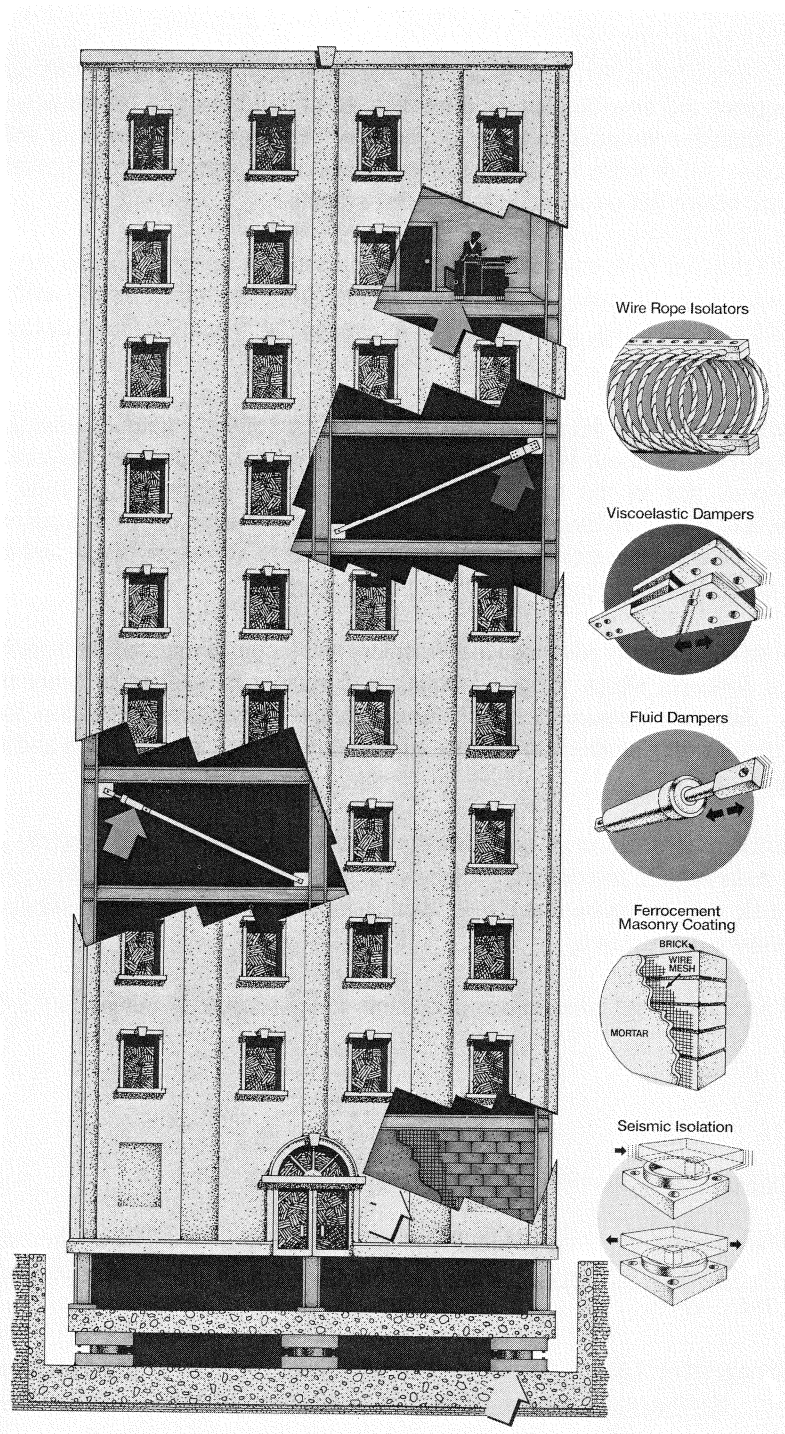 Wire Rope Isolators
Viscoelastic Dampers
Fluid Dampers
Ferrocement
Masonry Coating
BRICK
WIRE
MESH
MORTAR
Seismic Isolation